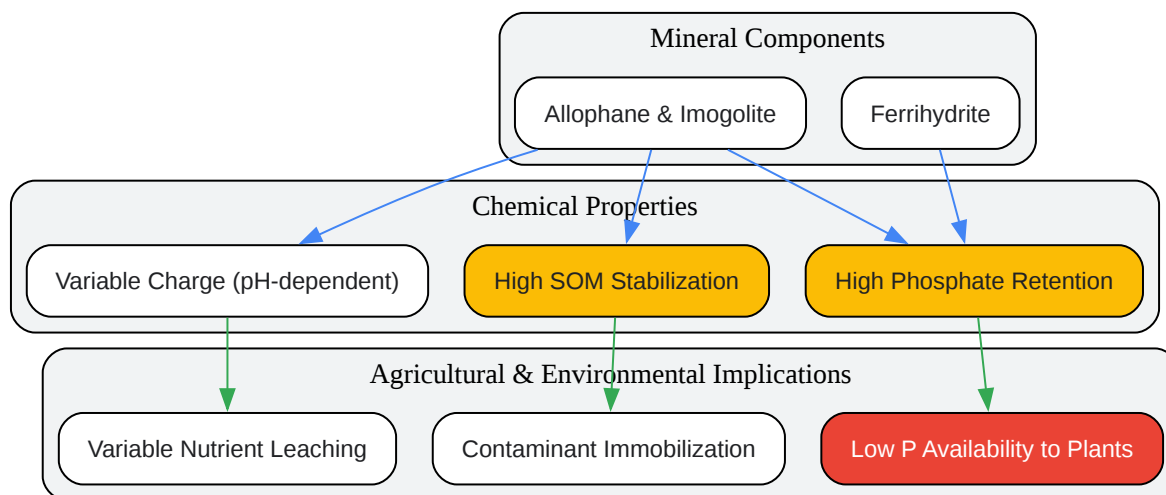 Mineral Components
Allophane & Imogolite
Ferrihydrite
Chemical Properties
Variable Charge (pH-dependent)
High SOM Stabilization
High Phosphate Retention
Agricultural & Environmental Implications
Variable Nutrient Leaching
Contaminant Immobilization
Low P Availability to Plants